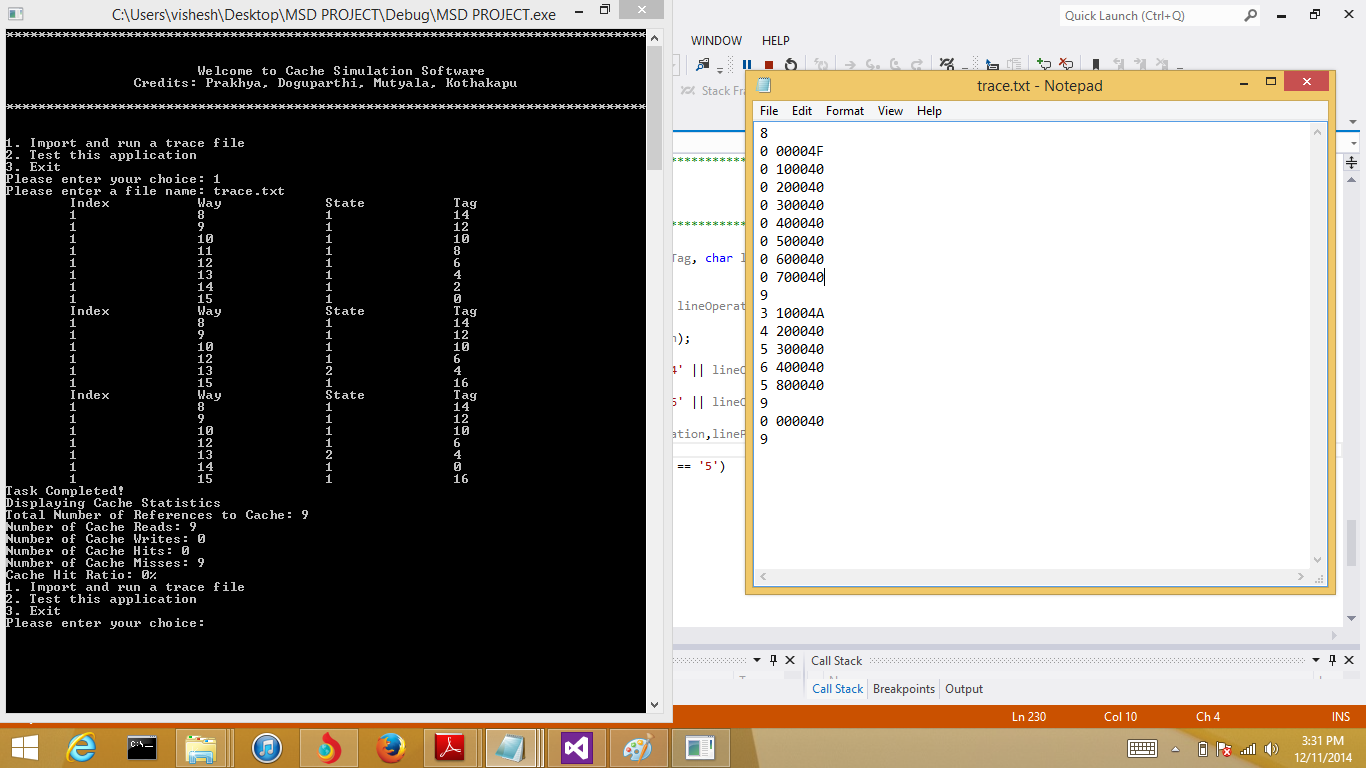 C:\Users\vishesh\Desktop\MSD PROJECT\Debug\MSD PROJECT.exe
********************************************************************************
Welcome to Cache Simulation Software
Credits: Prakhya, Doguparthi, Mutyala, Kothakapu
********************************************************************************
1. Import and run a trace file
2. Test this application
3. Exit
Please enter your choice: 1
Please enter a file name: trace.txt
Index Way State Tag
1 8 1 14
1 9 1 12
1 10 1 10
1 11 1 8
1 12 1 6
1 13 1 4
1 14 1 2
1 15 1 0
Index Way State Tag
1 8 1 14
1 9 1 12
1 10 1 10
1 12 1 6
1 13 2 4
1 15 1 16
Index Way State Tag
1 8 1 14
1 9 1 12
1 10 1 10
1 12 1 6
1 13 2 4
1 14 1 0
1 15 1 16
Task Completed!
Displaying Cache Statistics
Total Number of References to Cache: 9
Number of Cache Reads: 9
Number of Cache Writes: 0
Number of Cache Hits: 0
Number of Cache Misses: 9
Cache Hit Ratio: 0%
1. Import and run a trace file
2. Test this application
3. Exit
Please enter your choice:
Quick Launch (Ctrl+Q)
WINDOW HELP
Stack Fra
trace.txt - Notepad
File Edit Format View Help
8
0 00004F
0 100040
0 200040
0 300040
0 400040
0 500040
0 600040
0 700040
9
3 10004A
4 200040
5 300040
6 400040
5 800040
9
0 000040
9
**************
**************
Tag, char l
lineOperat
n);
4' || lineO
5' || lineO
ation,lineP
== '5')
Call Stack
Call Stack Breakpoints Output
Ln 230 Col 10 Ch 4 INS
C:\_
3:31 PM
12/11/2014